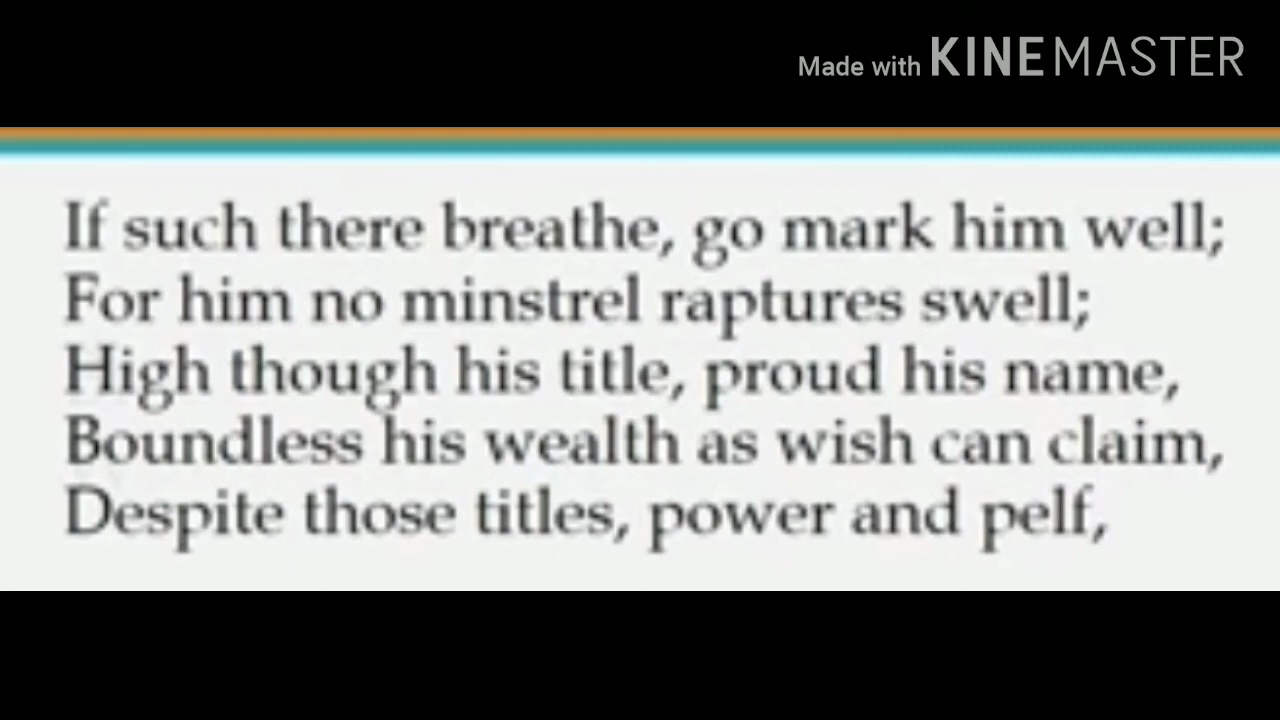 Made with KINEMASTER
If such there breathe, go mark him well;
For him no minstrel raptures swell;
High though his title, proud his name,
Boundless his wealth as wish can claim,
Despite those titles, power and pelf,